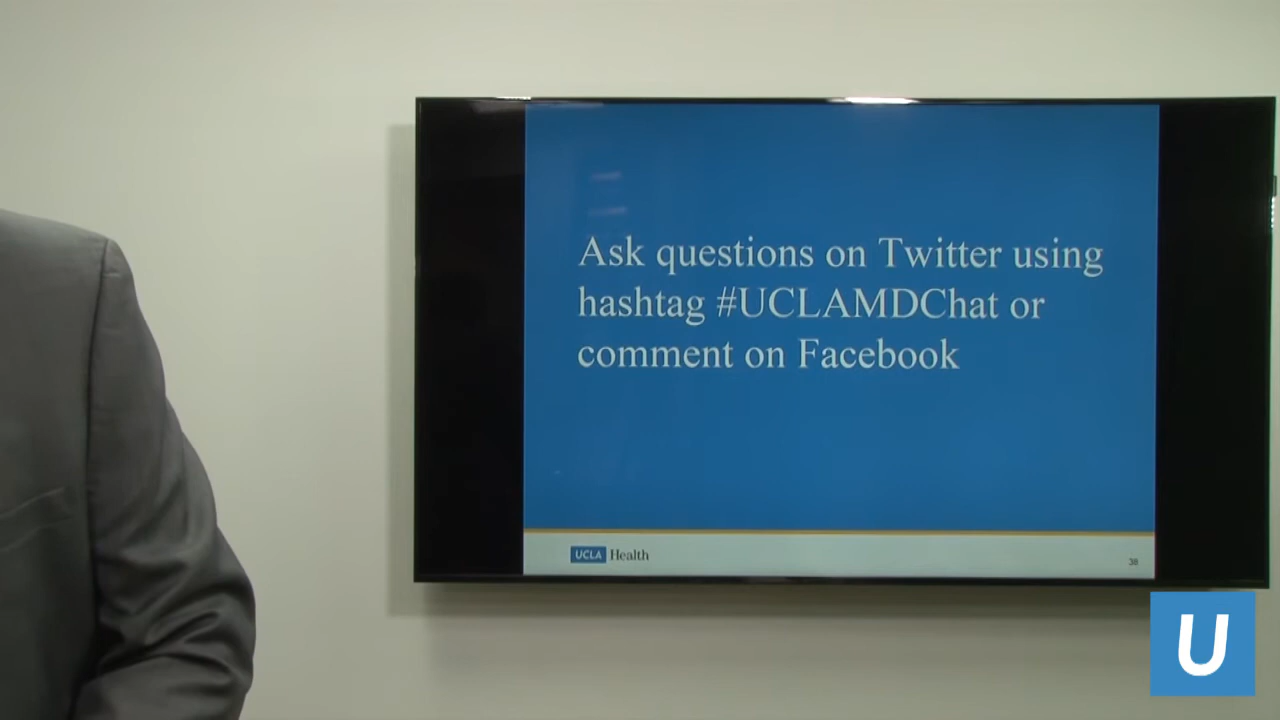 Ask questions on Twitter using
hashtag #UCLAMDChat or
comment on Facebook
UCLA Health
38
U